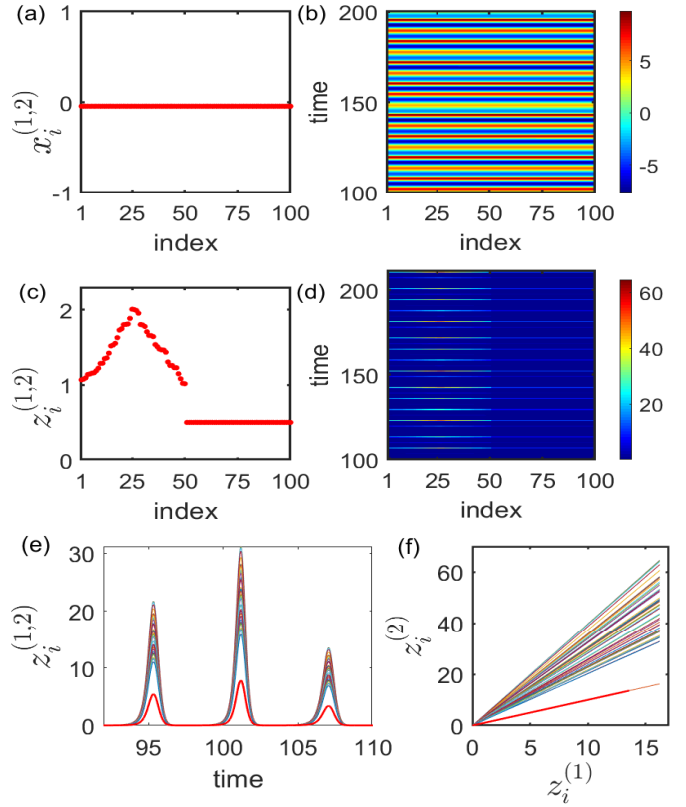 (a)
1
0
-1
x_i^{(1,2)}
1 25 50 75 100
index
(b)
200
150
100
time
1 25 50 75 100
index
5
0
-5
(c)
2
1
0
z_i^{(1,2)}
1 25 50 75 100
index
(d)
200
150
100
time
1 25 50 75 100
index
60
40
20
(e)
30
20
10
0
z_i^{(1,2)}
95 100 105 110
time
(f)
60
40
20
0
z_i^{(2)}
0 5 10 15
z_i^{(1)}